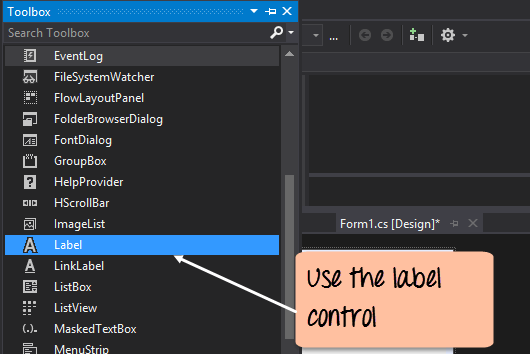 Toolbox
Search Toolbox
EventLog
FileSystemWatcher
FlowLayoutPanel
FolderBrowserDialog
FontDialog
GroupBox
HelpProvider
HScrollBar
ImageList
Label
LinkLabel
ListBox
ListView
MaskedTextBox
MenuStrip
...
Form1.cs [Design]*
Use the label
control